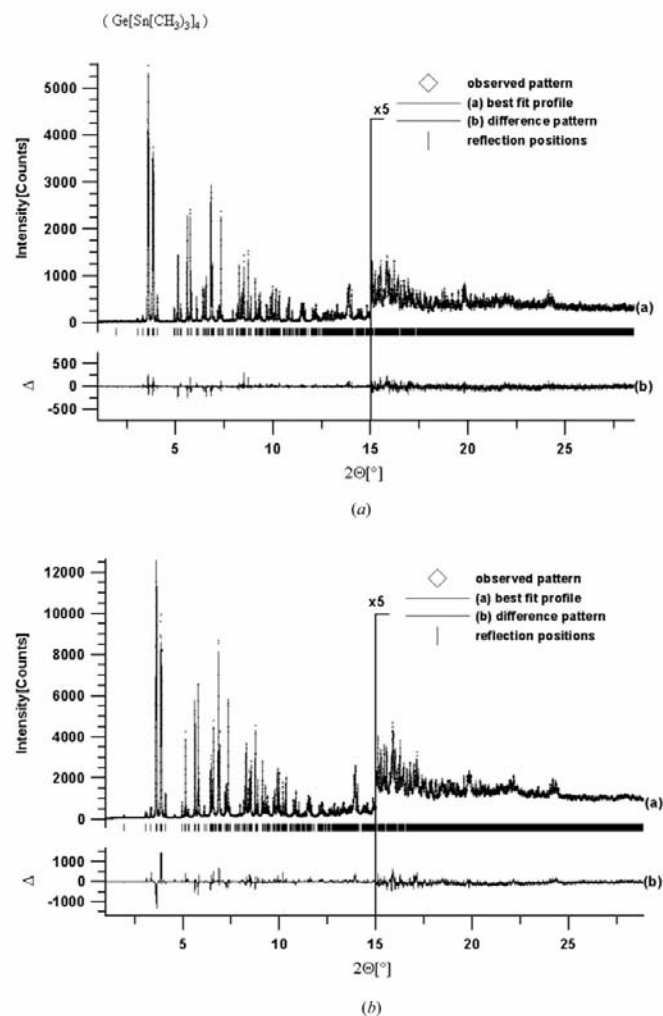 ( Ge[Sn[CH)₃)₃]₄)
5000
4000
3000
2000
1000
0
Intensity[Counts]
x5
observed pattern
(a) best fit profile
(b) difference pattern
reflection positions
(a)
500
0
-500
Δ
(b)
5 10 15 20 25
2Θ[°]
(a)
12000
10000
8000
6000
4000
2000
0
Intensity[Counts]
x5
observed pattern
(a) best fit profile
(b) difference pattern
reflection positions
(a)
1000
0
-1000
Δ
(b)
5 10 15 20 25
2Θ[°]
(b)